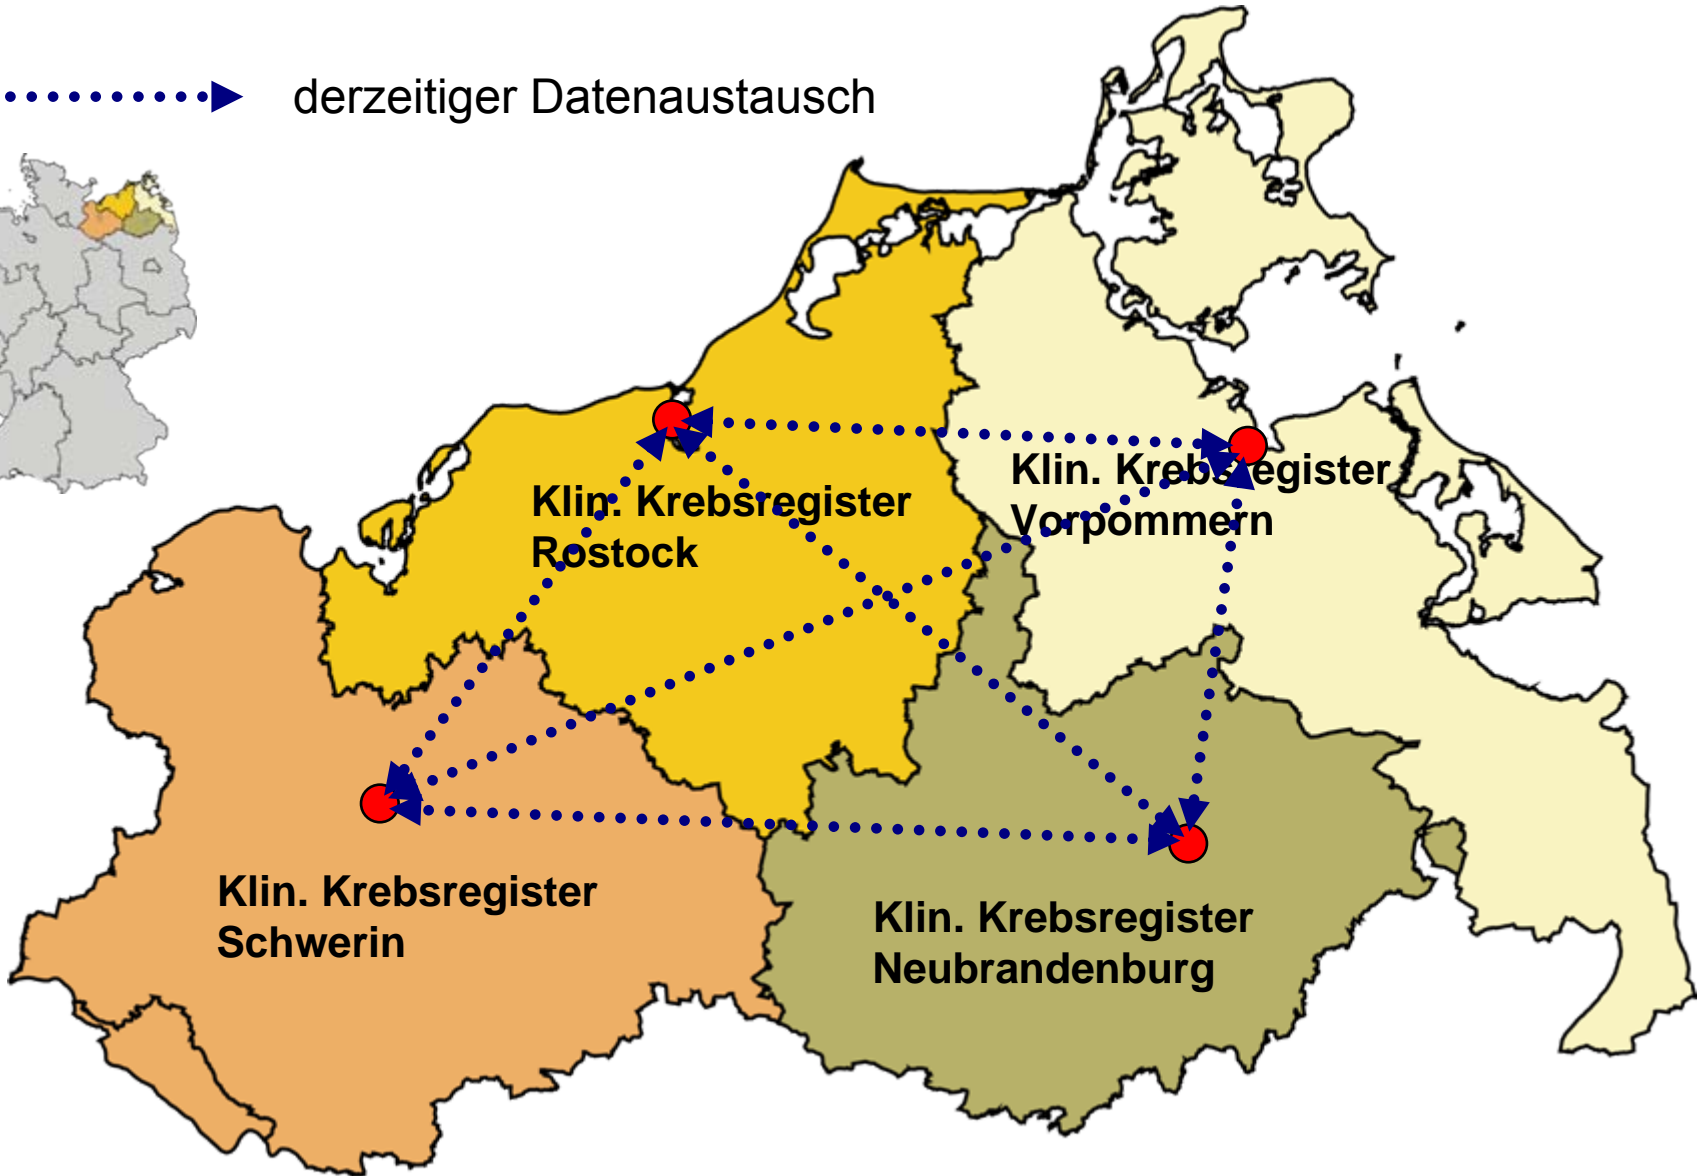 derzeitiger Datenaustausch
Klin. Krebsregister
Vorpommern
Klin. Krebsregister
Rostock
Klin. Krebsregister
Schwerin
Klin. Krebsregister
Neubrandenburg